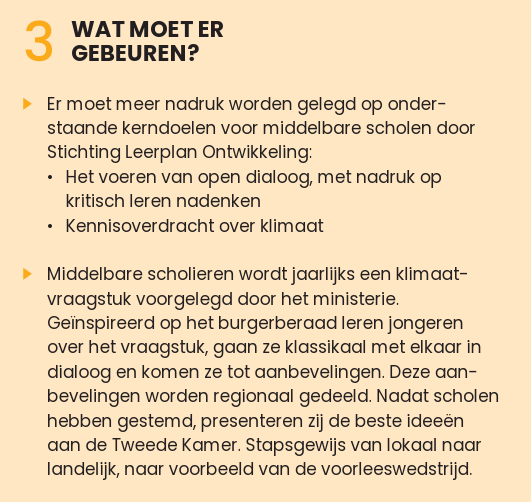 3 WAT MOET ER
GEBEUREN?
Er moet meer nadruk worden gelegd op onder-
staande kerndoelen voor middelbare scholen door
Stichting Leerplan Ontwikkeling:
• Het voeren van open dialoog, met nadruk op
kritisch leren nadenken
• Kennisoverdracht over klimaat
Middelbare scholieren wordt jaarlijks een klimaat-
vraagstuk voorgelegd door het ministerie.
Geïnspireerd op het burgerberaad leren jongeren
over het vraagstuk, gaan ze klassikaal met elkaar in
dialoog en komen ze tot aanbevelingen. Deze aan-
bevelingen worden regionaal gedeeld. Nadat scholen
hebben gestemd, presenteren zij de beste ideeën
aan de Tweede Kamer. Stapsgewijs van lokaal naar
landelijk, naar voorbeeld van de voorleeswedstrijd.